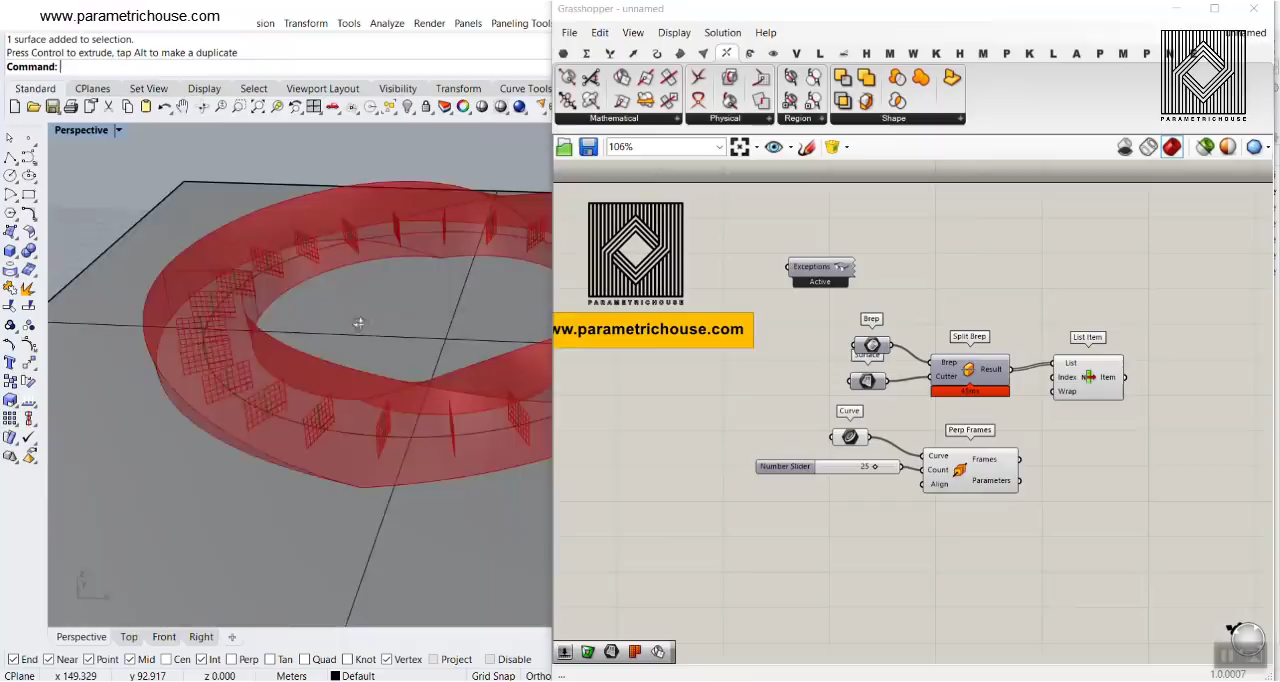 www.parametrichouse.com
sion Transform Tools Analyze Render Panels Paneling Tools
1 surface added to selection.
Press Control to extrude, tap Alt to make a duplicate
Command:
Standard CPlanes Set View Display Select Viewport Layout Visibility Transform Curve Tools
Perspective
Perspective Top Front Right
End Near Point Mid Cen Int Perp Tan Quad Knot Vertex Project Disable
CPlane x 149.329 y 92.917 z 0.000 Meters Default Grid Snap Ortho
Grasshopper - unnamed
File Edit View Display Solution Help
unnamed
V L H M W K H M P K L A P M P
PARAMETRICHOUSE
Mathematical Physical Region Shape
106%
PARAMETRICHOUSE
ww.parametrichouse.com
Exceptions
Active
Brep
Surface
Split Brep
Brep
Cutter
Result
45ms
List Item
List
Index
Wrap
Item
Curve
Perp Frames
Curve
Count
Align
Frames
Parameters
Number Slider 25
...
1.0.0007